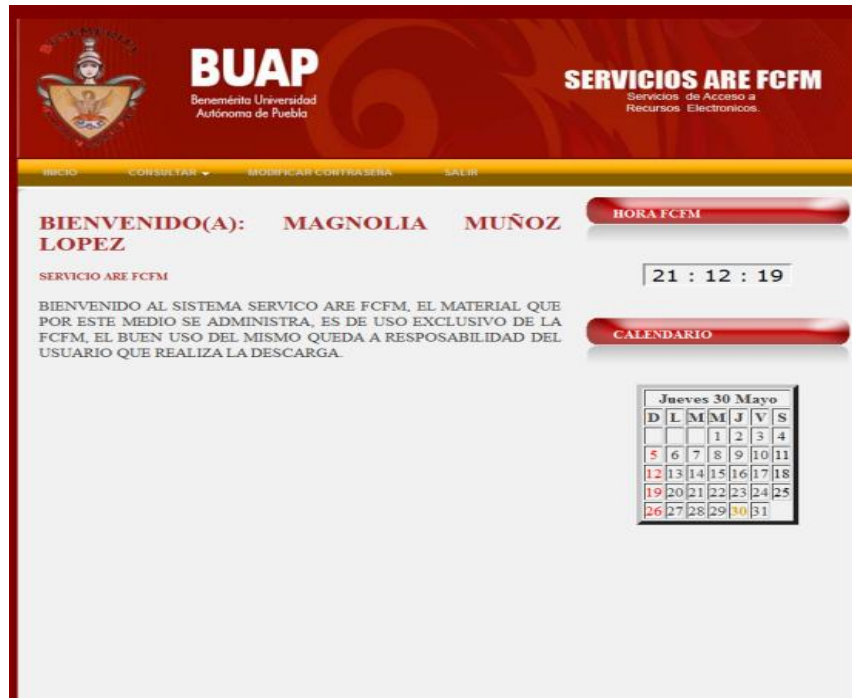 BUAP
Benemérita Universidad
Autónoma de Puebla
SERVICIOS ARE FCFM
Servicios de Acceso a
Recursos Electronicos.
INICIO CONSULTAR MODIFICAR CONTRASEÑA SALIR
BIENVENIDO(A): MAGNOLIA MUÑOZ
LOPEZ
SERVICIO ARE FCFM
BIENVENIDO AL SISTEMA SERVICO ARE FCFM, EL MATERIAL QUE
POR ESTE MEDIO SE ADMINISTRA, ES DE USO EXCLUSIVO DE LA
FCFM, EL BUEN USO DEL MISMO QUEDA A RESPOSABILIDAD DEL
USUARIO QUE REALIZA LA DESCARGA.
HORA FCFM
21 : 12 : 19
CALENDARIO
Jueves 30 Mayo
D L M M J V S
1 2 3 4
5 6 7 8 9 10 11
12 13 14 15 16 17 18
19 20 21 22 23 24 25
26 27 28 29 30 31